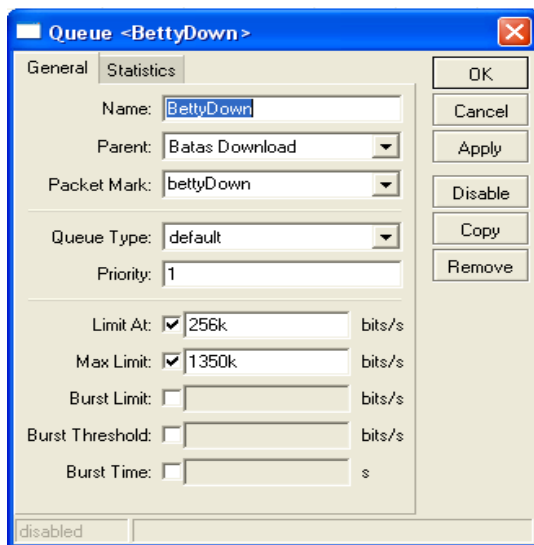 Queue <BettyDown>
General Statistics
OK
Name: BettyDown
Cancel
Parent: Batas Download
Apply
Packet Mark: bettyDown
Disable
Queue Type: default
Copy
Priority: 1
Remove
Limit At: 256k bits/s
Max Limit: 1350k bits/s
Burst Limit: bits/s
Burst Threshold: bits/s
Burst Time: s
disabled